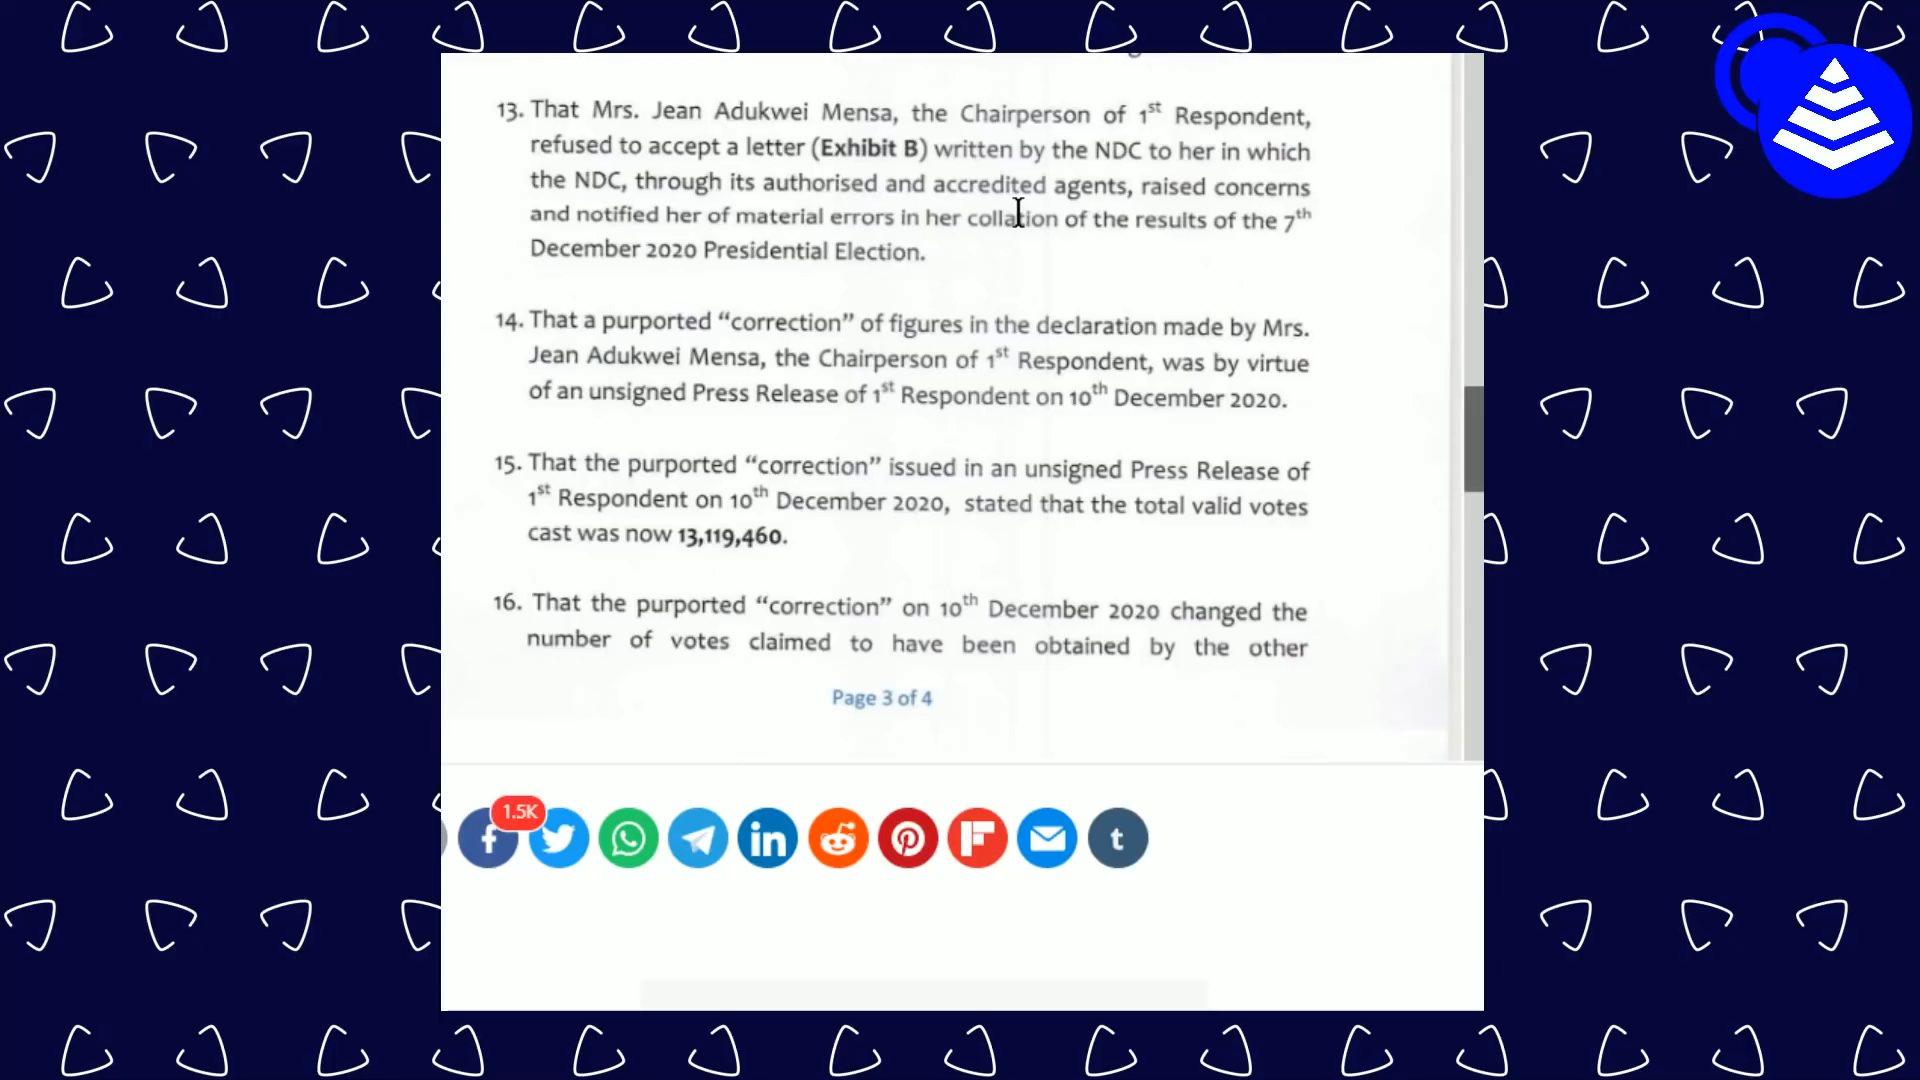 13. That Mrs. Jean Adukwei Mensa, the Chairperson of 1st Respondent,
refused to accept a letter (Exhibit B) written by the NDC to her in which
the NDC, through its authorised and accredited agents, raised concerns
and notified her of material errors in her collation of the results of the 7th
December 2020 Presidential Election.
14. That a purported “correction” of figures in the declaration made by Mrs.
Jean Adukwei Mensa, the Chairperson of 1st Respondent, was by virtue
of an unsigned Press Release of 1st Respondent on 10th December 2020.
15. That the purported “correction” issued in an unsigned Press Release of
1st Respondent on 10th December 2020, stated that the total valid votes
cast was now 13,119,460.
16. That the purported “correction” on 10th December 2020 changed the
number of votes claimed to have been obtained by the other
Page 3 of 4
1.5K